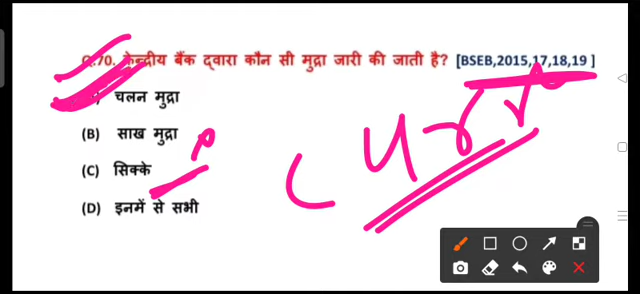 Q.70. केन्द्रीय बैंक द्वारा कौन सी मुद्रा जारी की जाती है? [BSEB,2015,17,18,19 ]
चलन मुद्रा
(B) साख मुद्रा
(C) सिक्के
(D) इनमें से सभी